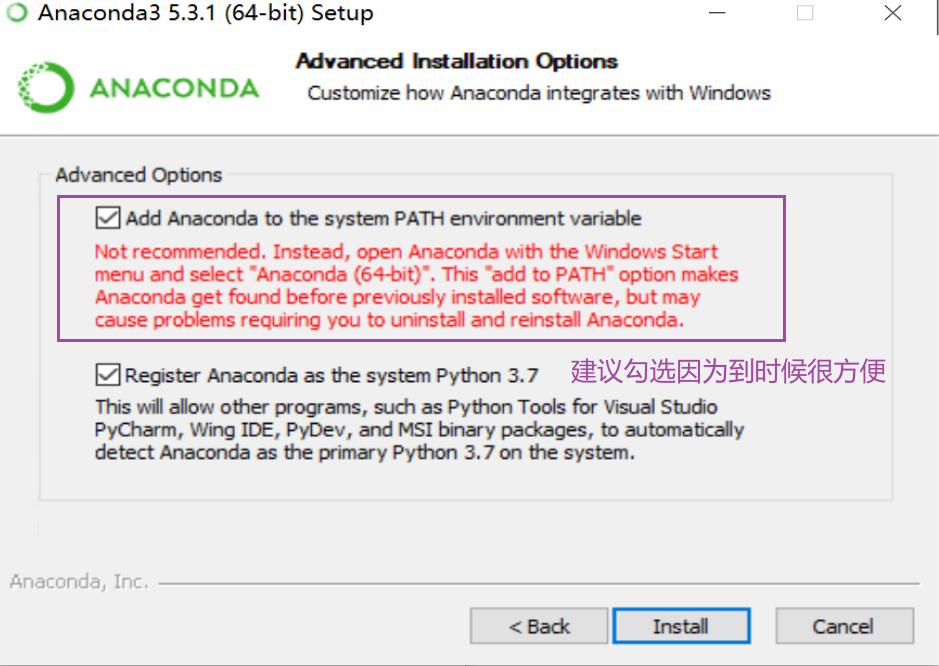 Anaconda3 5.3.1 (64-bit) Setup
ANACONDA
Advanced Installation Options
Customize how Anaconda integrates with Windows
Advanced Options
Add Anaconda to the system PATH environment variable
Not recommended. Instead, open Anaconda with the Windows Start
menu and select "Anaconda (64-bit)". This "add to PATH" option makes
Anaconda get found before previously installed software, but may
cause problems requiring you to uninstall and reinstall Anaconda.
Register Anaconda as the system Python 3.7
建议勾选因为到时候很方便
This will allow other programs, such as Python Tools for Visual Studio
PyCharm, Wing IDE, PyDev, and MSI binary packages, to automatically
detect Anaconda as the primary Python 3.7 on the system.
Anaconda, Inc.
< Back
Install
Cancel